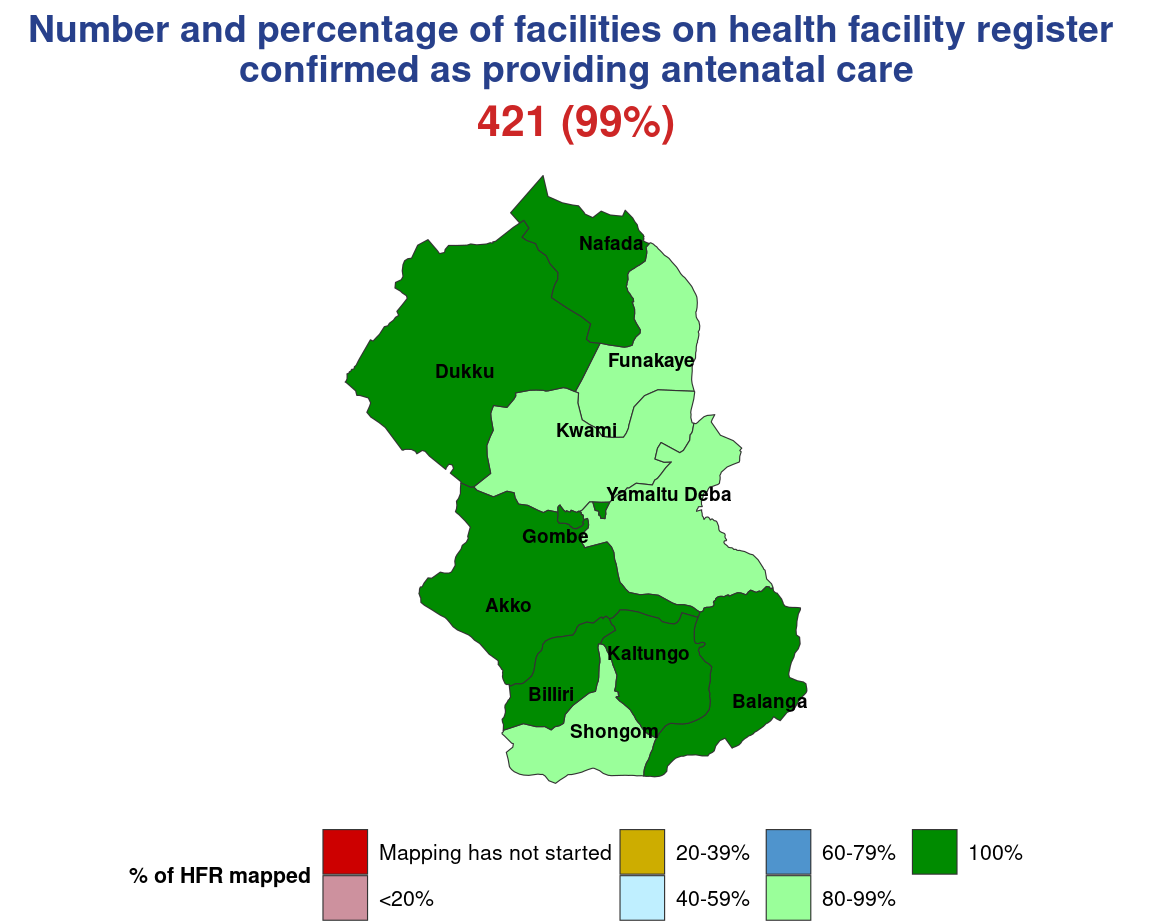 Number and percentage of facilities on health facility register
confirmed as providing antenatal care
421 (99%)
Nafada
Funakaye
Dukku
Kwami
Yamaltu Deba
Gombe
Akko
Kaltungo
Billiri
Balanga
Shongom
% of HFR mapped
Mapping has not started
<20%
20-39%
40-59%
60-79%
80-99%
100%